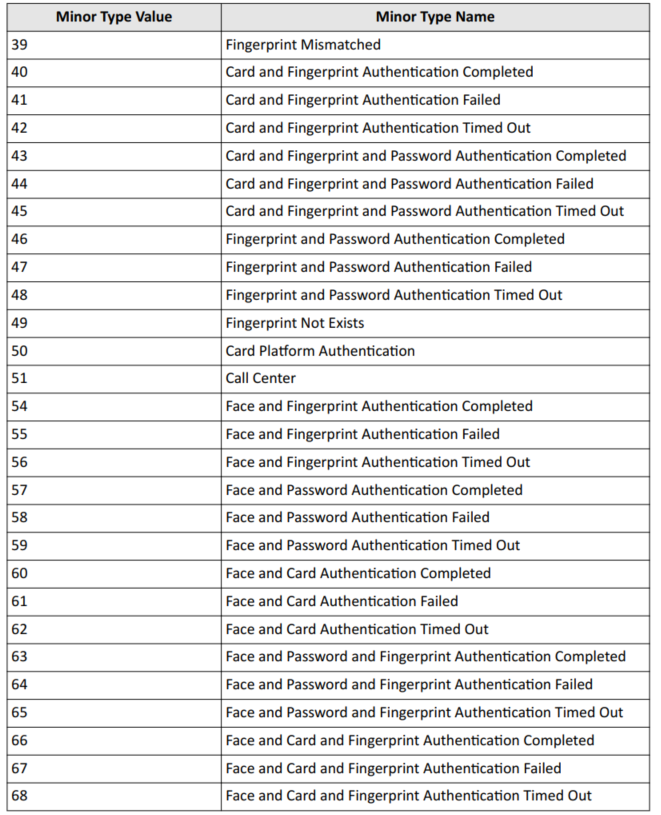 Minor Type Value Minor Type Name
39 Fingerprint Mismatched
40 Card and Fingerprint Authentication Completed
41 Card and Fingerprint Authentication Failed
42 Card and Fingerprint Authentication Timed Out
43 Card and Fingerprint and Password Authentication Completed
44 Card and Fingerprint and Password Authentication Failed
45 Card and Fingerprint and Password Authentication Timed Out
46 Fingerprint and Password Authentication Completed
47 Fingerprint and Password Authentication Failed
48 Fingerprint and Password Authentication Timed Out
49 Fingerprint Not Exists
50 Card Platform Authentication
51 Call Center
54 Face and Fingerprint Authentication Completed
55 Face and Fingerprint Authentication Failed
56 Face and Fingerprint Authentication Timed Out
57 Face and Password Authentication Completed
58 Face and Password Authentication Failed
59 Face and Password Authentication Timed Out
60 Face and Card Authentication Completed
61 Face and Card Authentication Failed
62 Face and Card Authentication Timed Out
63 Face and Password and Fingerprint Authentication Completed
64 Face and Password and Fingerprint Authentication Failed
65 Face and Password and Fingerprint Authentication Timed Out
66 Face and Card and Fingerprint Authentication Completed
67 Face and Card and Fingerprint Authentication Failed
68 Face and Card and Fingerprint Authentication Timed Out